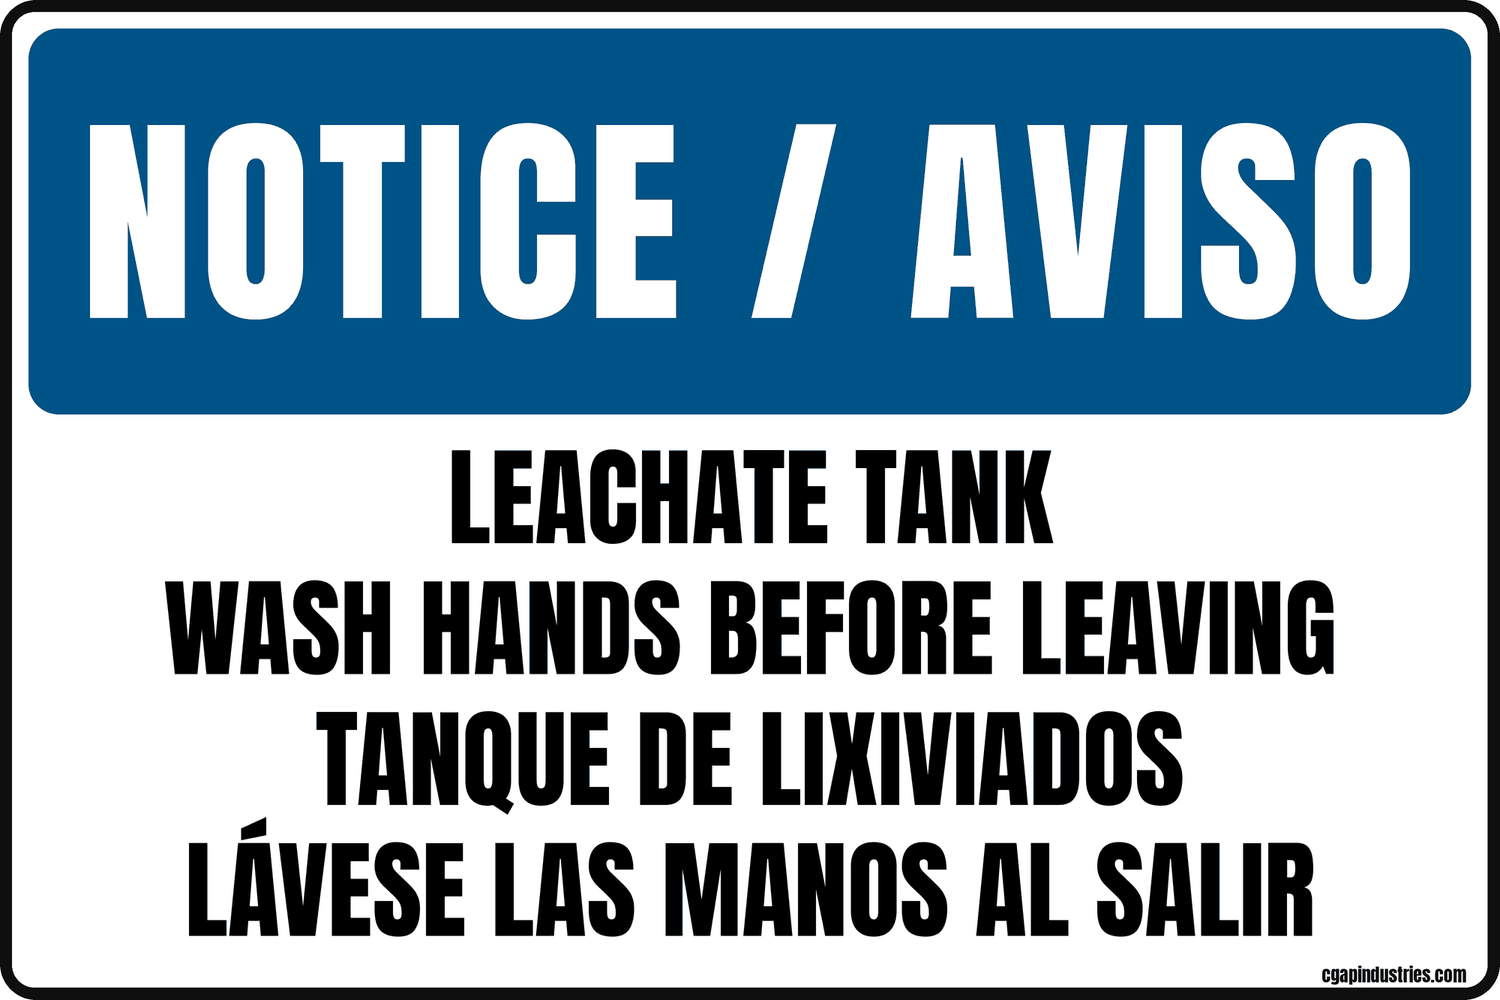 NOTICE / AVISO
LEACHATE TANK
WASH HANDS BEFORE LEAVING
TANQUE DE LIXIVIADOS
LÁVESE LAS MANOS AL SALIR
cgapindustries.com